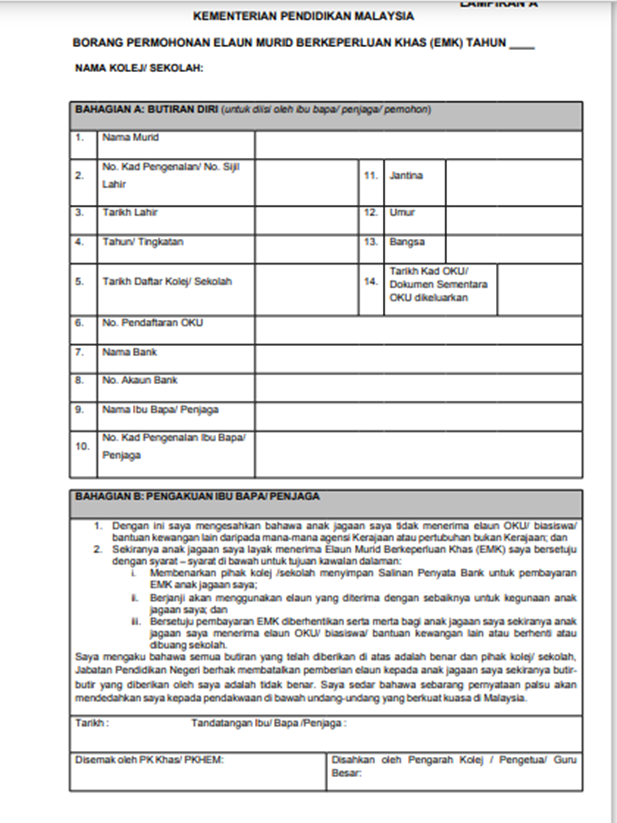 LAMPIRAN A
KEMENTERIAN PENDIDIKAN MALAYSIA
BORANG PERMOHONAN ELAUN MURID BERKEPERLUAN KHAS (EMK) TAHUN ____
NAMA KOLEJ/ SEKOLAH:
BAHAGIAN A: BUTIRAN DIRI (untuk diisi oleh ibu bapa/ penjaga/ pemohon)
1. Nama Murid
2. No. Kad Pengenalan/ No. Sijil Lahir
11. Jantina
3. Tarikh Lahir
12. Umur
4. Tahun/ Tingkatan
13. Bangsa
5. Tarikh Daftar Kolej/ Sekolah
14. Tarikh Kad OKU/
Dokumen Sementara
OKU dikeluarkan
6. No. Pendaftaran OKU
7. Nama Bank
8. No. Akaun Bank
9. Nama Ibu Bapa/ Penjaga
10. No. Kad Pengenalan Ibu Bapa/
Penjaga
BAHAGIAN B: PENGAKUAN IBU BAPA/ PENJAGA
1. Dengan ini saya mengesahkan bahawa anak jagaan saya tidak menerima elaun OKU/ biasiswa/
bantuan kewangan lain daripada mana-mana agensi Kerajaan atau pertubuhan bukan Kerajaan; dan
2. Sekiranya anak jagaan saya layak menerima Elaun Murid Berkeperluan Khas (EMK) saya bersetuju
dengan syarat – syarat di bawah untuk tujuan kawalan dalaman:
i. Membenarkan pihak kolej /sekolah menyimpan Salinan Penyata Bank untuk pembayaran
EMK anak jagaan saya;
ii. Berjanji akan menggunakan elaun yang diterima dengan sebaiknya untuk kegunaan anak
jagaan saya; dan
iii. Bersetuju pembayaran EMK diberhentikan serta merta bagi anak jagaan saya sekiranya anak
jagaan saya menerima elaun OKU/ biasiswa/ bantuan kewangan lain atau berhenti atau
dibuang sekolah.
Saya mengaku bahawa semua butiran yang telah diberikan di atas adalah benar dan pihak kolej/ sekolah,
Jabatan Pendidikan Negeri berhak membatalkan pemberian elaun kepada anak jagaan saya sekiranya butir-
butir yang diberikan oleh saya adalah tidak benar. Saya sedar bahawa sebarang pernyataan palsu akan
mendedahkan saya kepada pendakwaan di bawah undang-undang yang berkuat kuasa di Malaysia.
Tarikh : Tandatangan Ibu/ Bapa /Penjaga :
Disemak oleh PK Khas/ PKHEM:
Disahkan oleh Pengarah Kolej / Pengetua/ Guru
Besar: